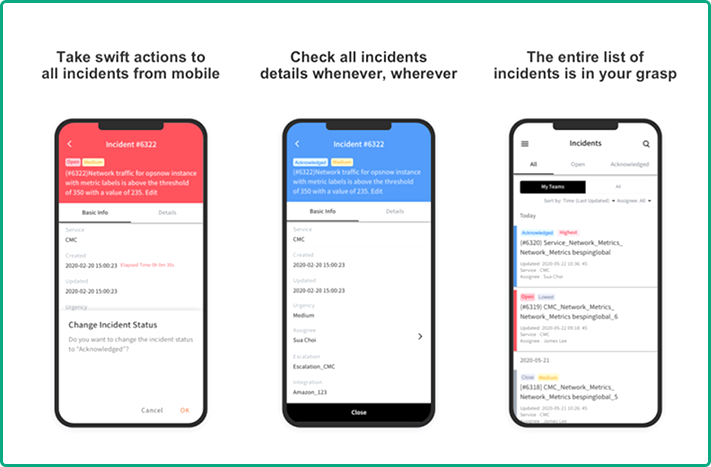 Take swift actions to
all incidents from mobile
Incident #6322
Open Medium
(#6322)Network traffic for opsnow instance
with metric labels is above the threshold
of 350 with a value of 235. Edit
Basic Info Details
Service
CMC
Created
2020-02-20 15:00:23 Elapsed Time 0h 0m 30s
Updated
2020-02-20 15:00:23
Urgency
Change Incident Status
Do you want to change the incident status
to "Acknowledged"?
Cancel OK
Check all incidents
details whenever, wherever
Incident #6322
Acknowledged Medium
(#6322)Network traffic for opsnow instance
with metric labels is above the threshold
of 350 with a value of 235. Edit
Basic Info Details
Service
CMC
Created
2020-02-20 15:00:23
Updated
2020-02-20 15:00:23
Urgency
Medium
Assignee
Sua Choi
Escalation
Escalation_CMC
Integration
Amazon_123
Close
The entire list of
incidents is in your grasp
Incidents
All Open Acknowledged
My Teams All
Sort by: Time (Last Updated) Assignee: All
Today
Acknowledged Highest
(#6320) Service_Network_Metrics_
Network_Metrics bespinglobal
Updated : 2020-05-22 10:36: 45
Service : CMC
Assignee : Sua Choi
Open Lowest
(#6319) CMC_Network_Metrics_
Network_Metrics bespinglobal_6
Updated : 2020-05-22 09:18: 45
Service : CMC
Assignee : James Lee
2020-05-21
Close Medium
(#6318) CMC_Network_Metrics_
Network_Metrics bespinglobal_5
Updated : 2020-05-21 10:26: 45
Service : CMC
Assignee : James Lee